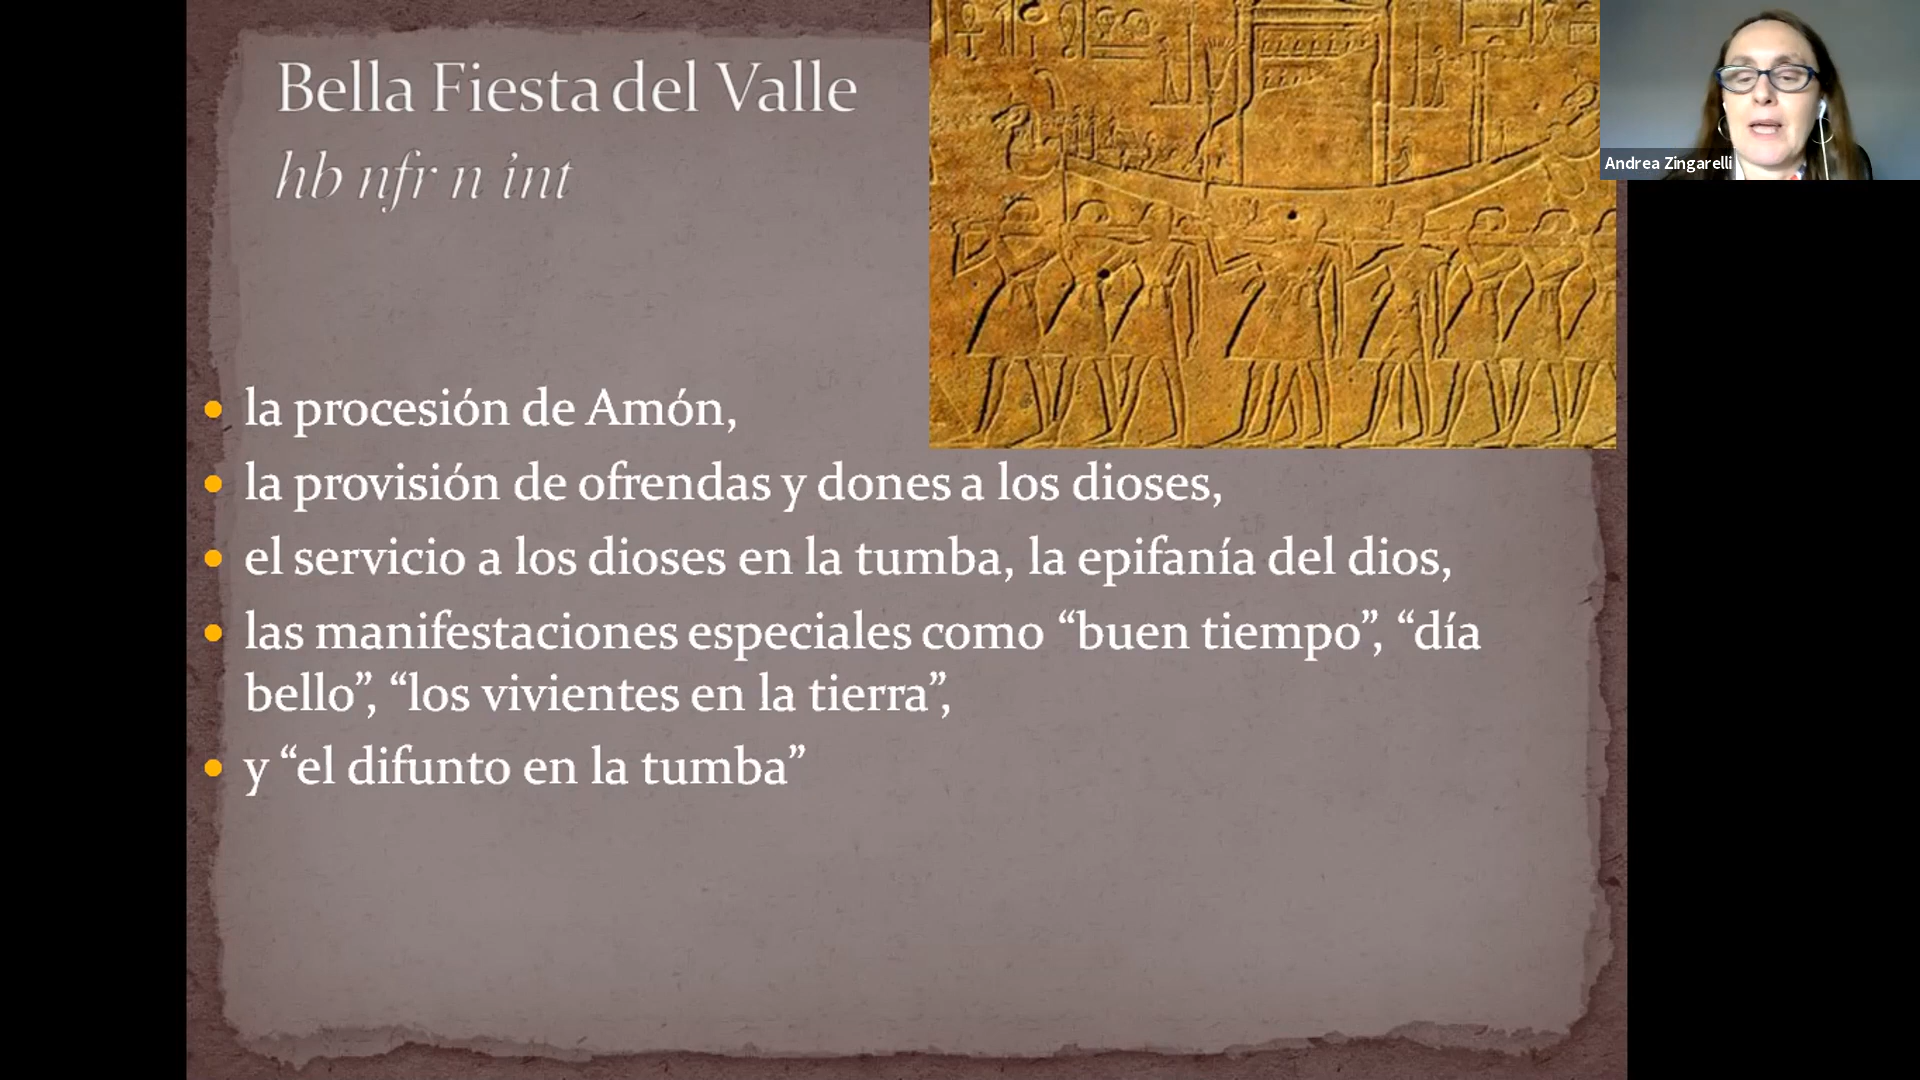 Bella Fiesta del Valle
hb nfr n int
la procesión de Amón,
la provisión de ofrendas y dones a los dioses,
el servicio a los dioses en la tumba, la epifanía del dios,
las manifestaciones especiales como “buen tiempo”, “día
bello”, “los vivientes en la tierra”,
y “el difunto en la tumba”
Andrea Zingarelli